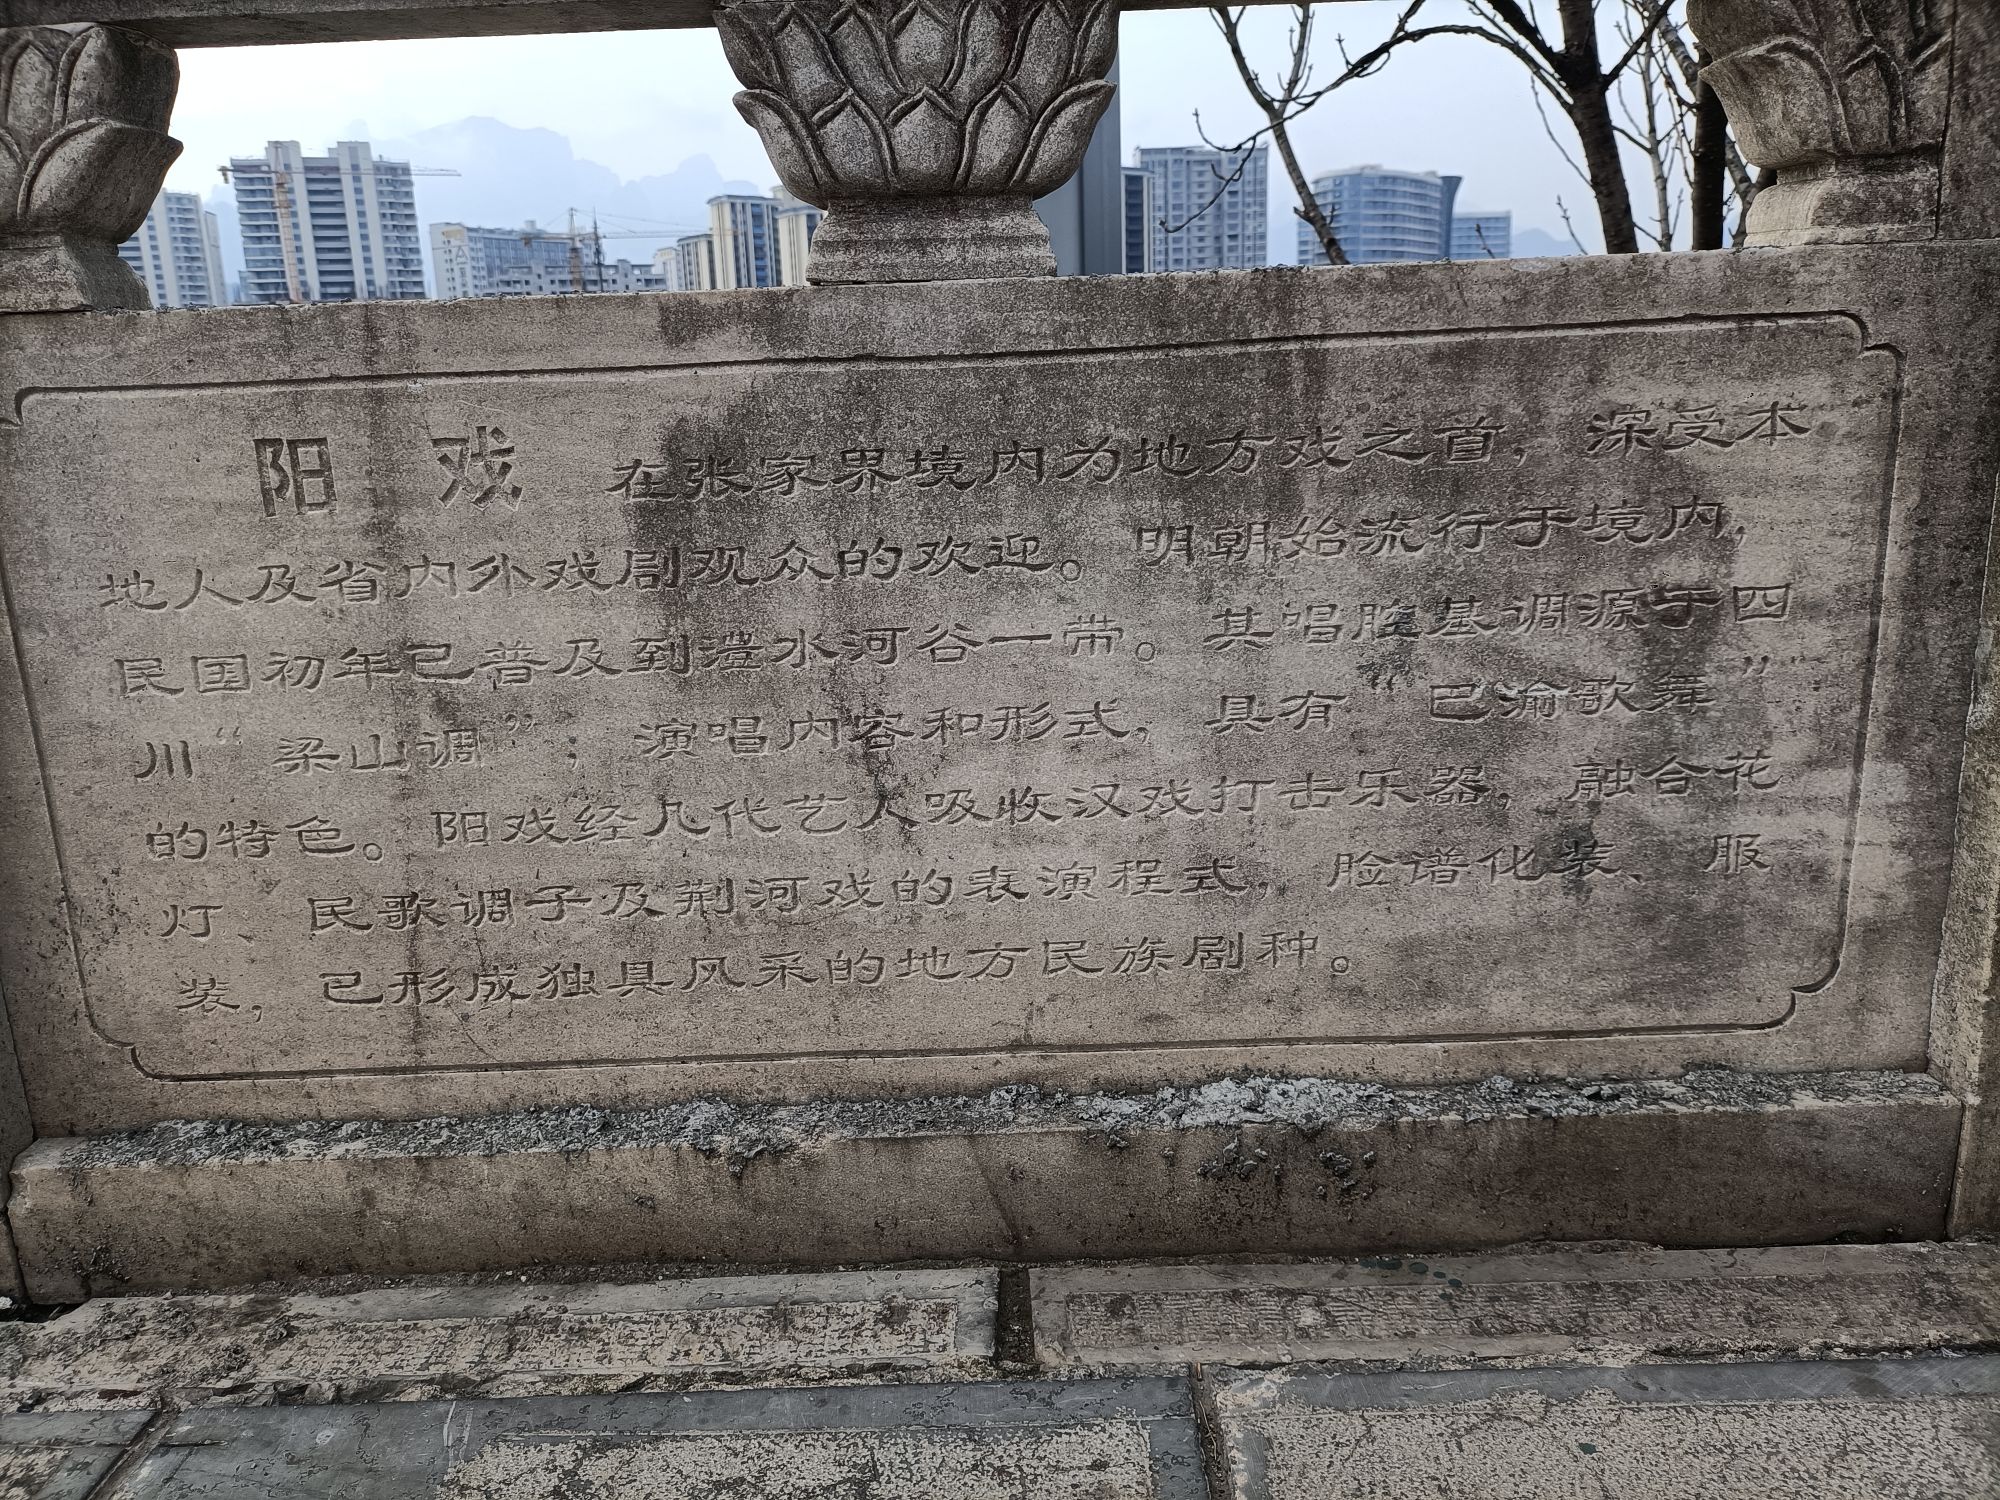 阳 戏 在张家界境内为地方戏之首，深受本
地人及省内外戏剧观众的欢迎。明朝始流行于境内，
民国初年已普及到澧水河谷一带。其唱腔基调源于四
川“梁山调”；演唱内容和形式，具有“巴渝歌舞”
的特色。阳戏经几代艺人吸收汉戏打击乐器，融合花
灯、民歌调子及荆河戏的表演程式，脸谱化装、服
装，已形成独具风采的地方民族剧种。